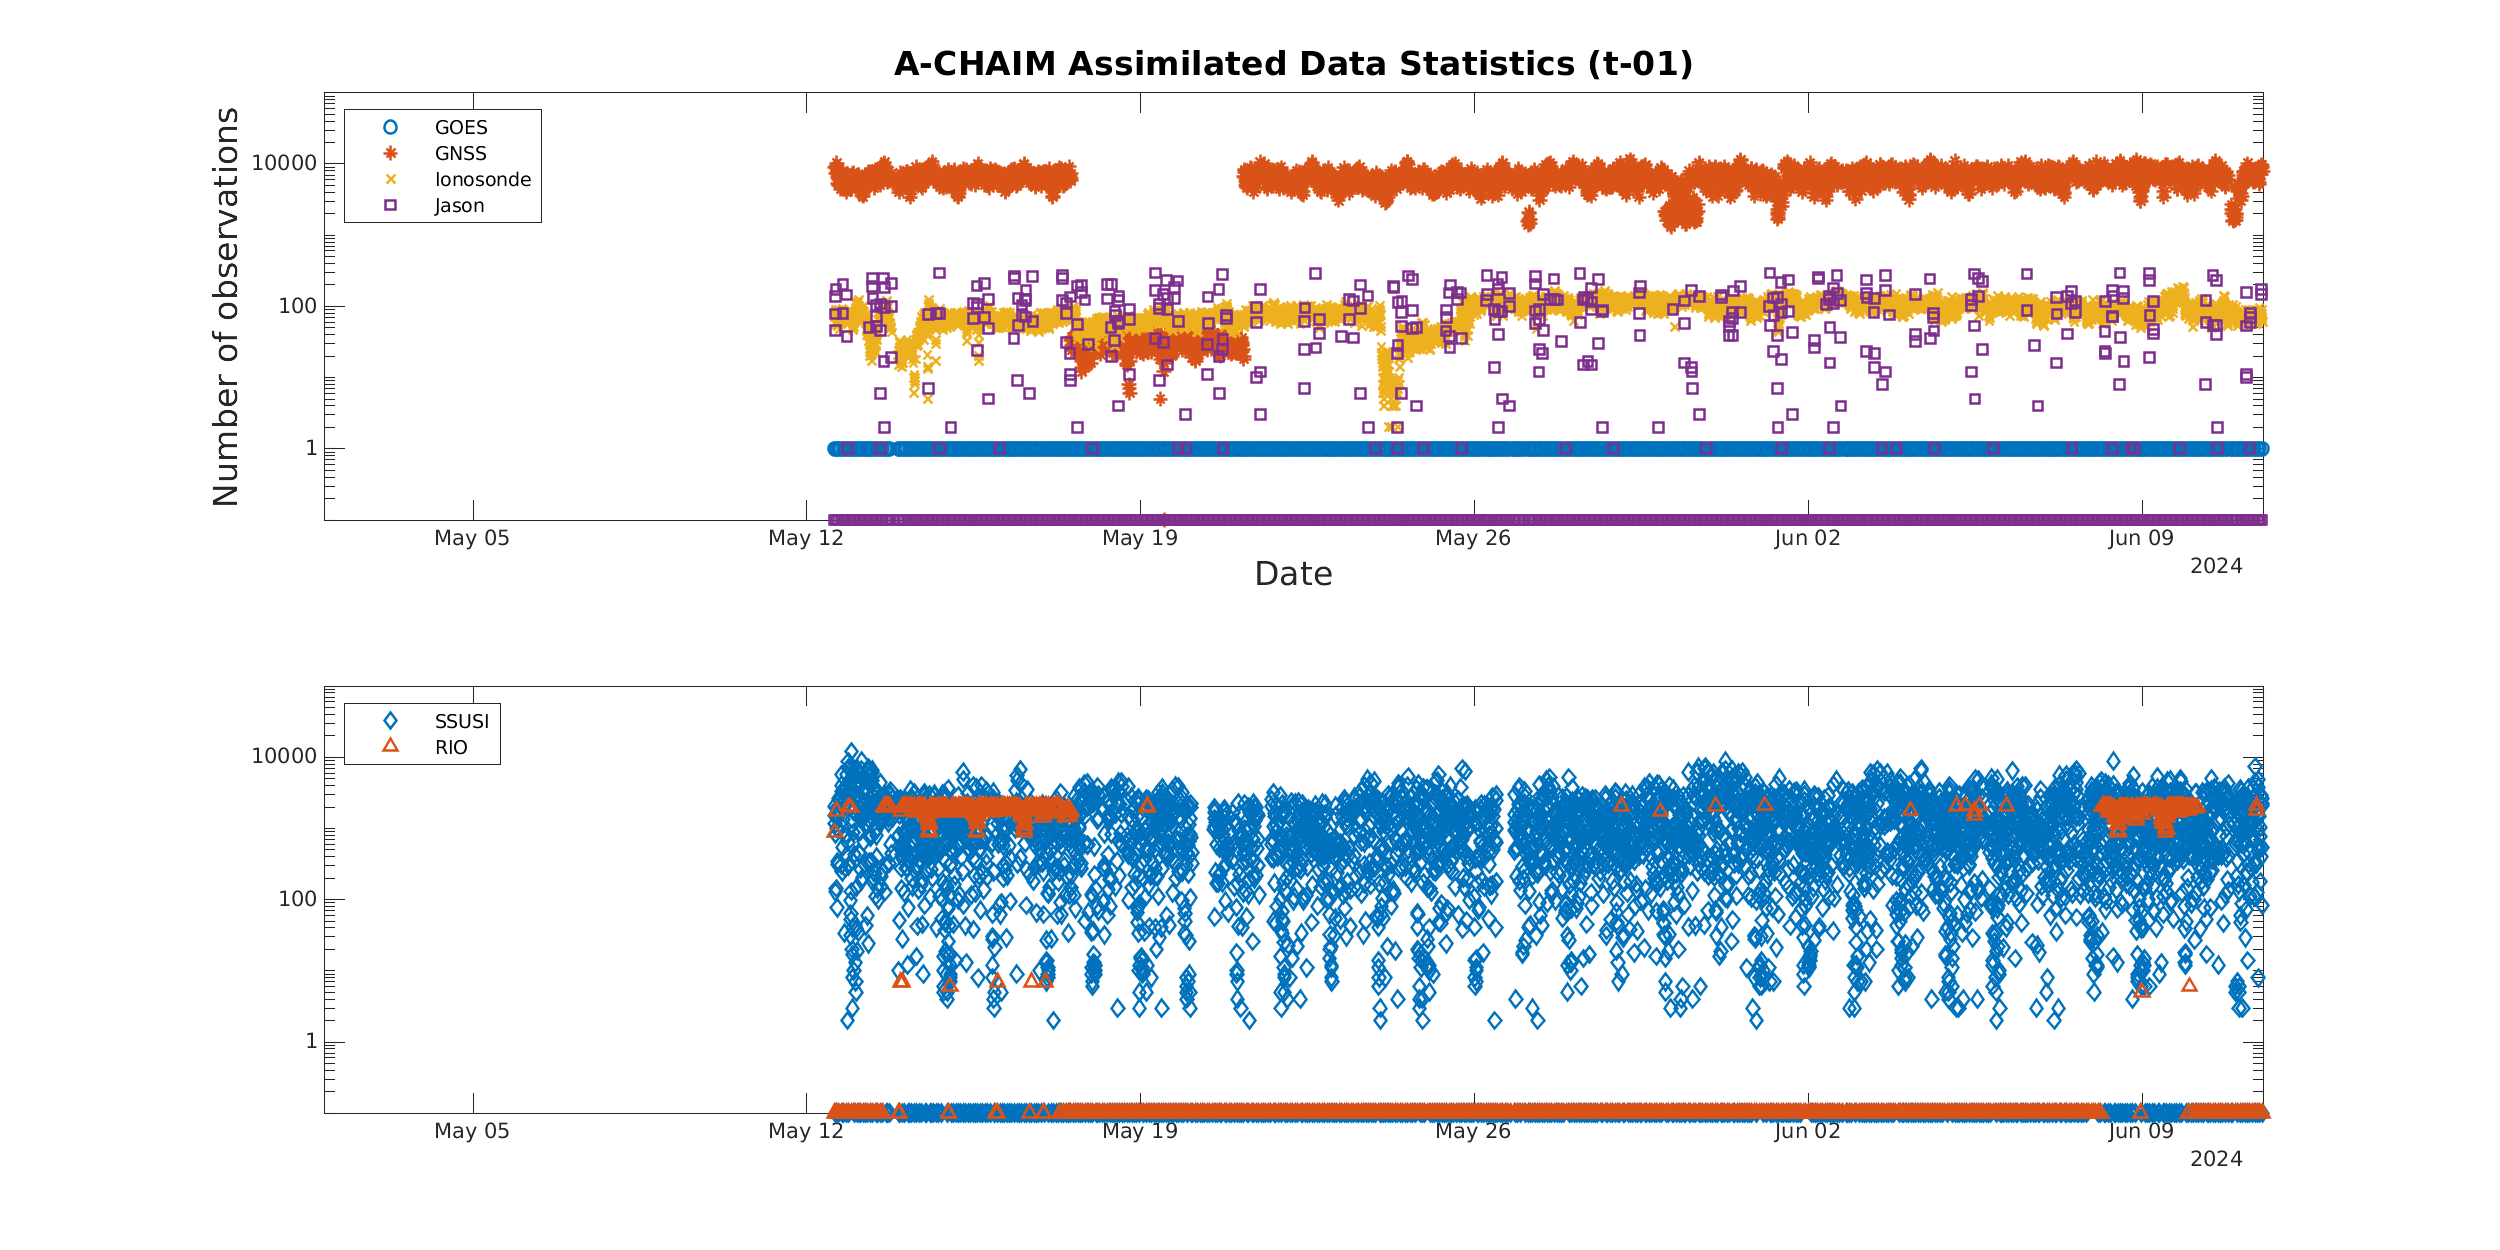 A-CHAIM Assimilated Data Statistics (t-01)
Number of observations
10000
100
1
GOES
GNSS
Ionosonde
Jason
May 05
May 12
May 19
May 26
Jun 02
Jun 09
2024
Date
10000
100
1
SSUSI
RIO
May 05
May 12
May 19
May 26
Jun 02
Jun 09
2024